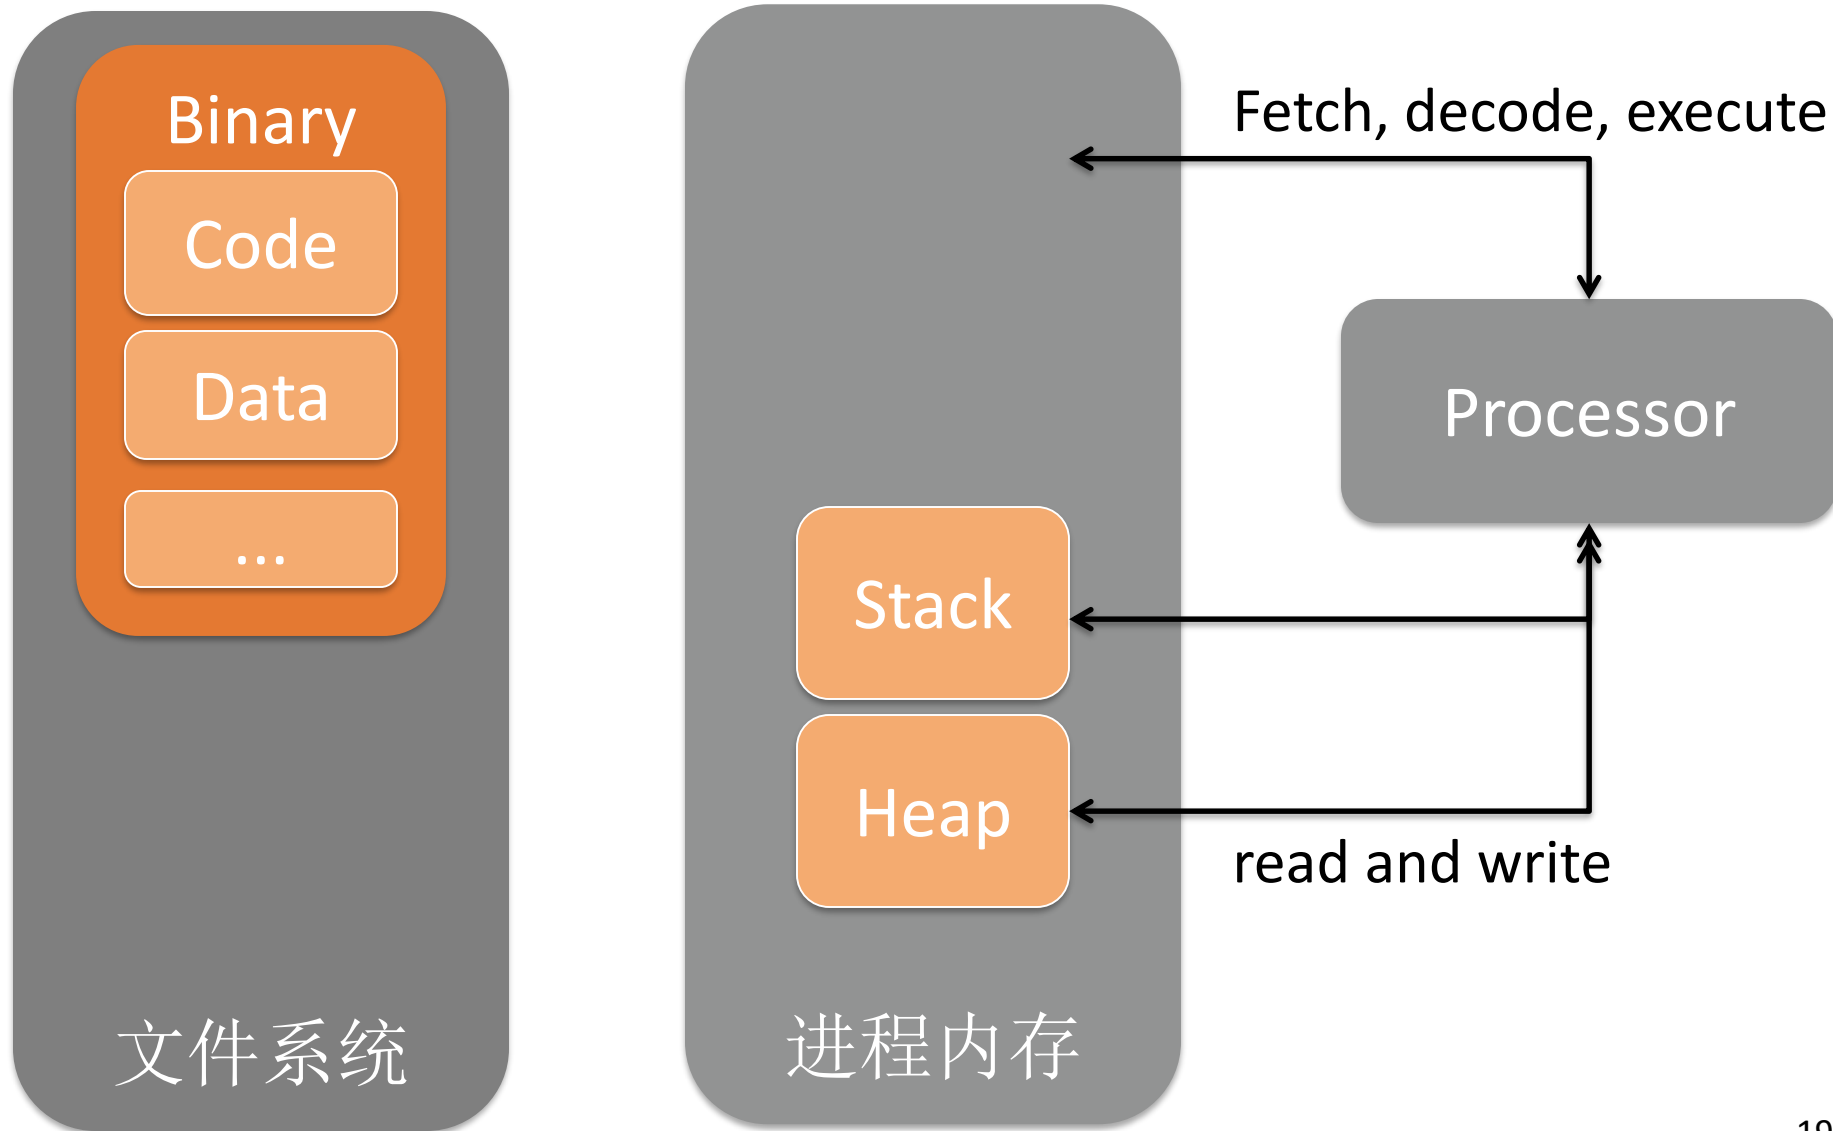 Binary
Code
Data
...
文件系统
Stack
Heap
进程内存
Fetch, decode, execute
Processor
read and write
19